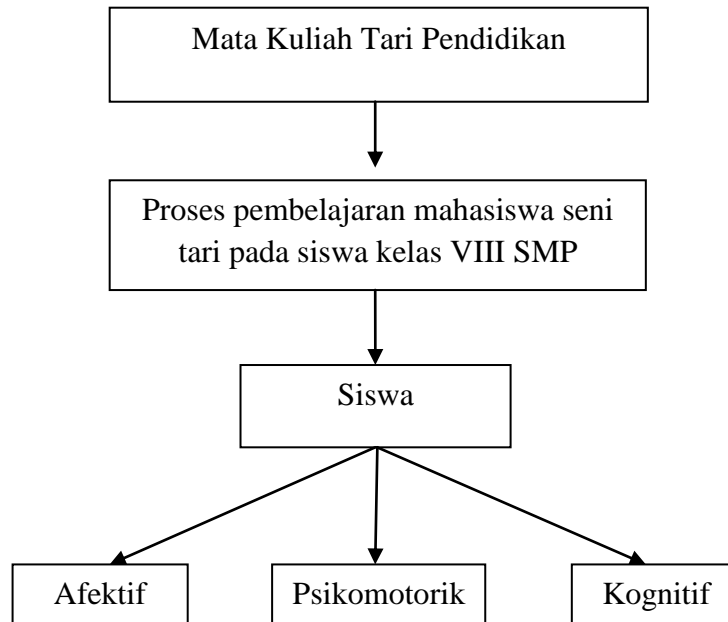 Mata Kuliah Tari Pendidikan
Proses pembelajaran mahasiswa seni
tari pada siswa kelas VIII SMP
Siswa
Afektif
Psikomotorik
Kognitif